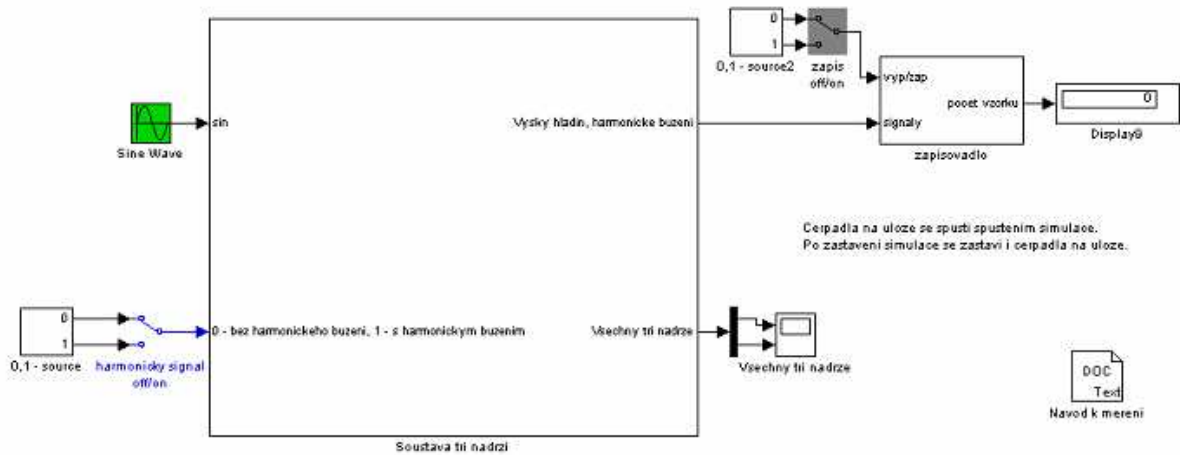 0
1
0,1 - source2
zapis
off/on
vyp/zap
signaly
pocet vzorku
zapisovadlo
0
Display9
Sine Wave
sin
Vysky hladin, harmonicke buzeni
Cerpadla na uloze se spusti spustenim simulace.
Po zastaveni simulace se zastavi i cerpadla na uloze.
0
1
0,1 - source
harmonicky signal
off/on
0 - bez harmonickeho buzeni, 1 - s harmonickym buzenim
Vsechny tri nadrze
Vsechny tri nadrze
DOC
Text
Navod k mereni
Soustava tri nadrzi